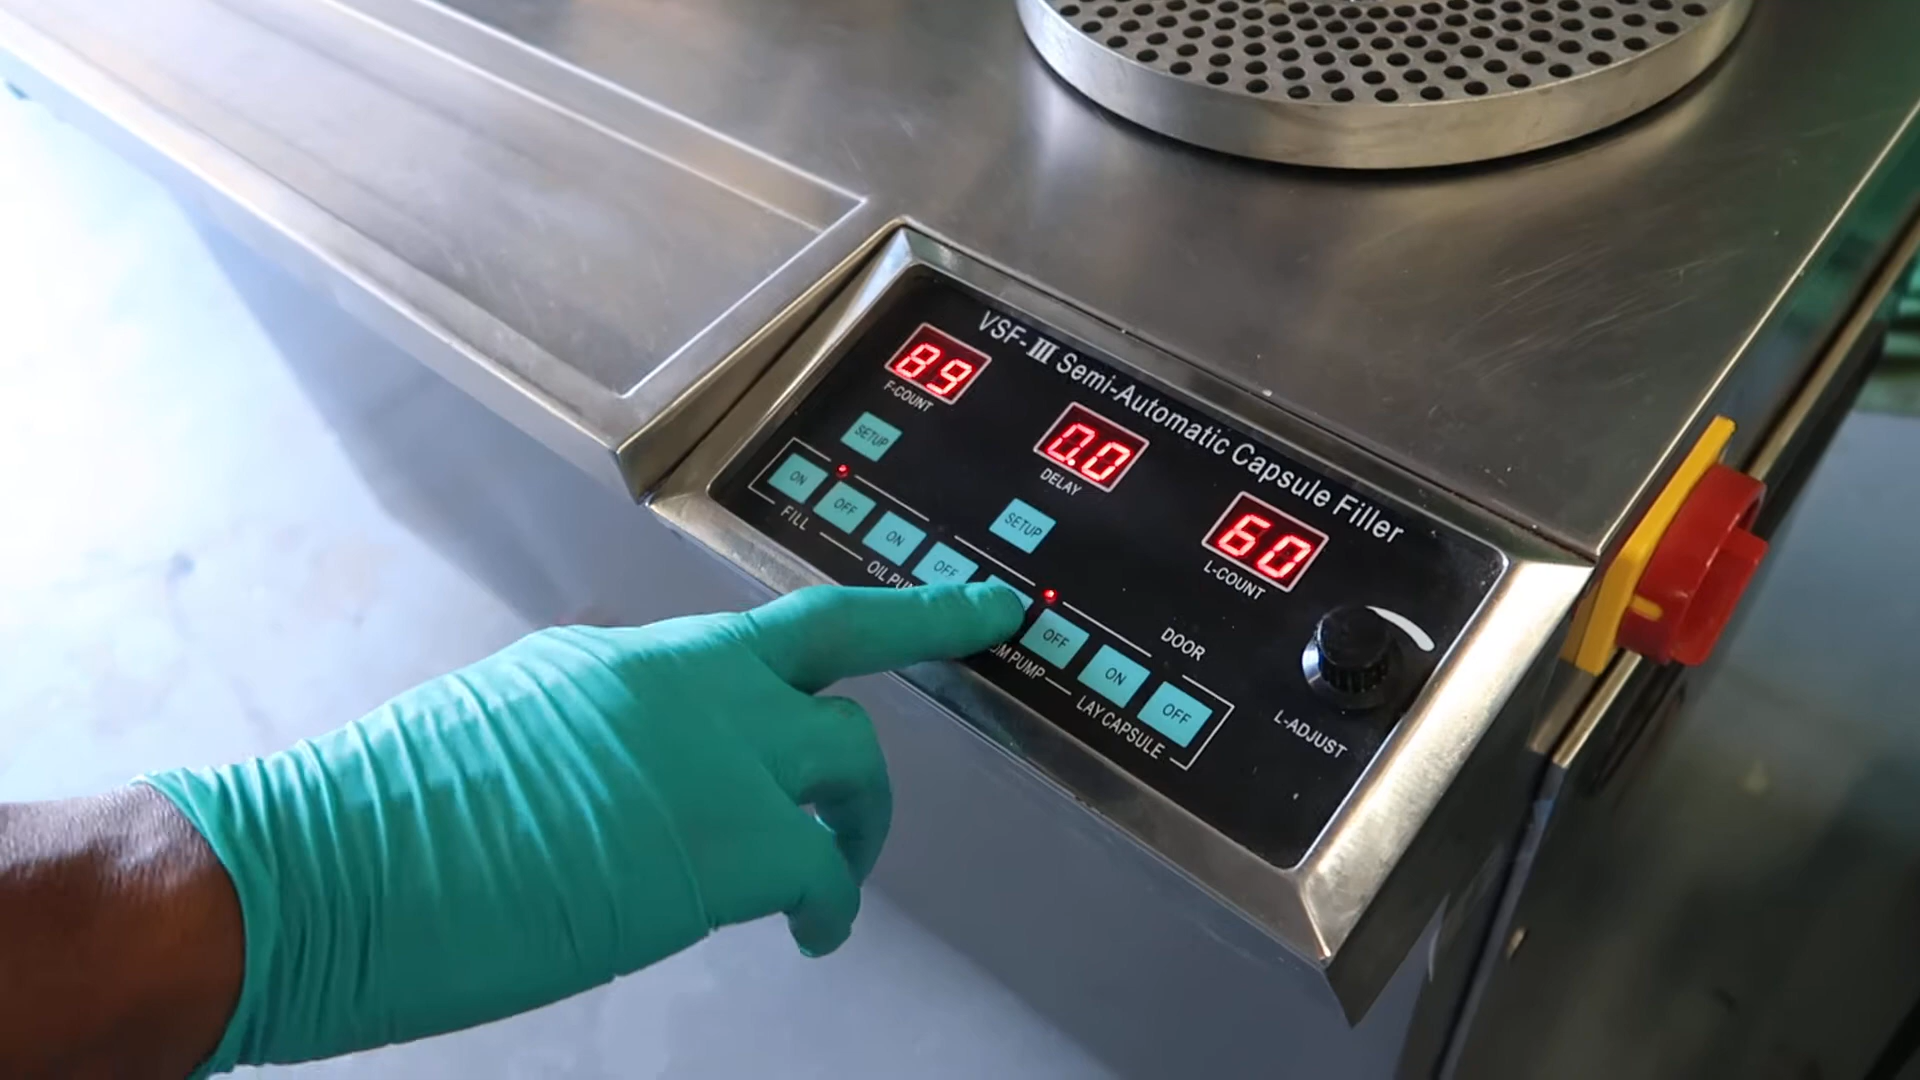 VSF-III Semi-Automatic Capsule Filler
89
F-COUNT
0.0
DELAY
60
L-COUNT
SETUP
SETUP
ON
OFF
ON
OFF
OFF
ON
OFF
FILL
OIL
PUMP
DOOR
LAY CAPSULE
L-ADJUST